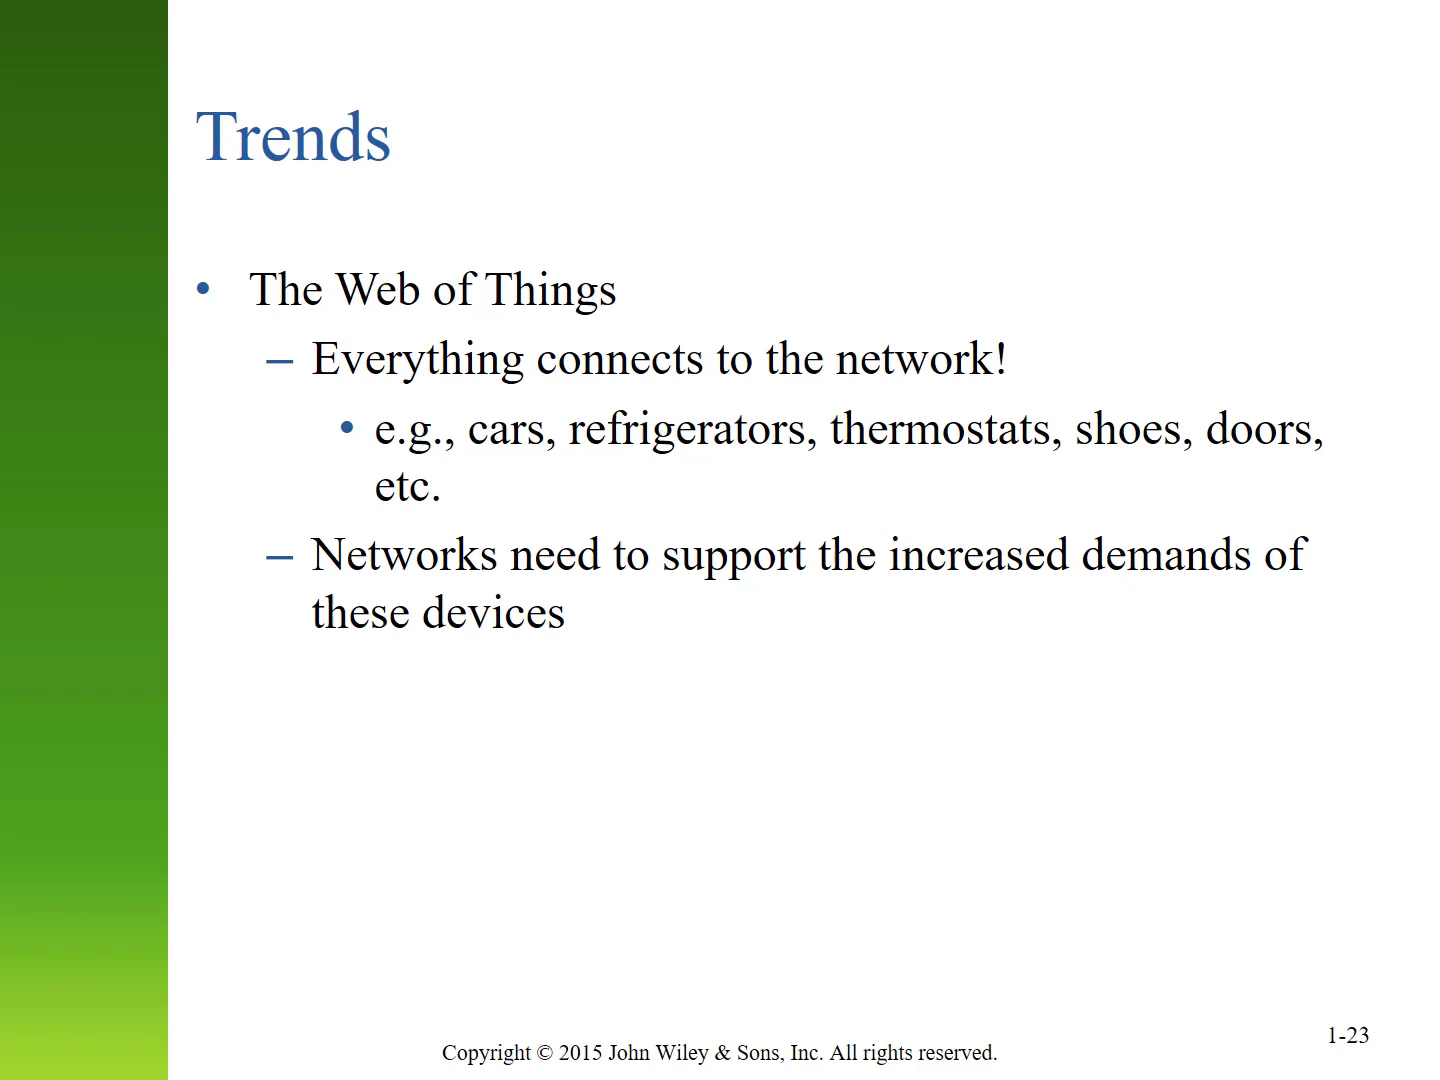 Trends
• The Web of Things
– Everything connects to the network!
• e.g., cars, refrigerators, thermostats, shoes, doors,
etc.
– Networks need to support the increased demands of
these devices
1-23
Copyright © 2015 John Wiley & Sons, Inc. All rights reserved.